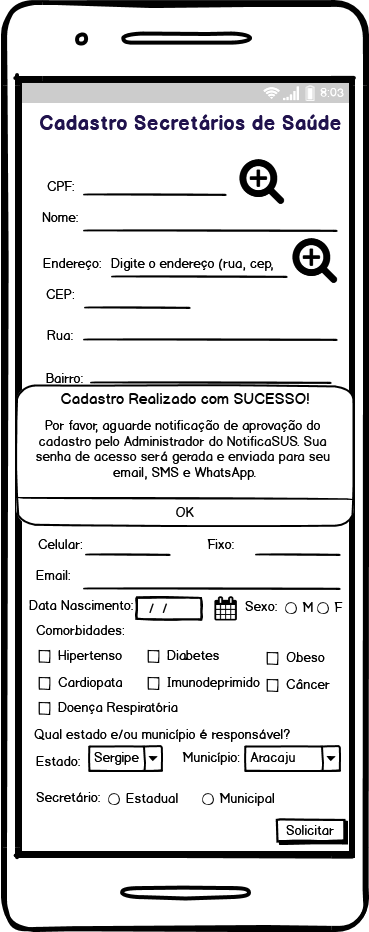 8:03
Cadastro Secretários de Saúde
CPF:
Nome:
Endereço: Digite o endereço (rua, cep,
CEP:
Rua:
Bairro:
Cadastro Realizado com SUCESSO!
Por favor, aguarde notificação de aprovação do
cadastro pelo Administrador do NotificaSUS. Sua
senha de acesso será gerada e enviada para seu
email, SMS e WhatsApp.
OK
Celular: Fixo:
Email:
Data Nascimento: / / Sexo: M F
Comorbidades:
Hipertenso Diabetes Obeso
Cardiopata Imunodeprimido Câncer
Doença Respiratória
Qual estado e/ou município é responsável?
Estado: Sergipe Município: Aracaju
Secretário: Estadual Municipal
Solicitar